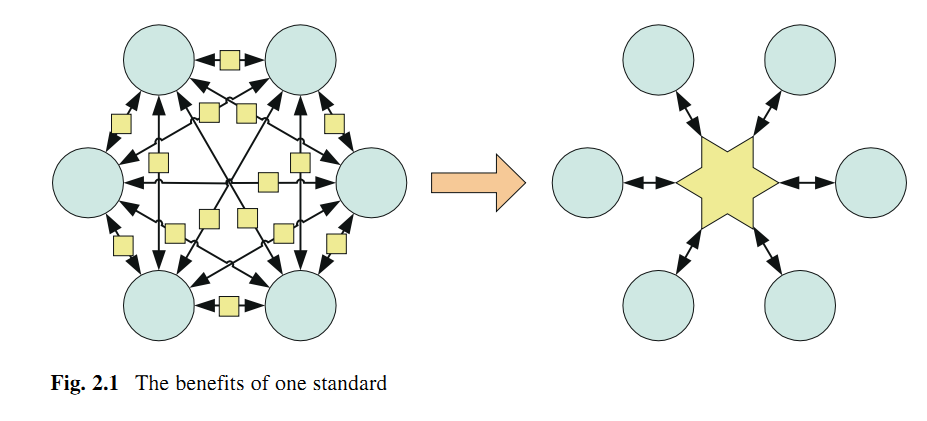 Fig. 2.1 The benefits of one standard